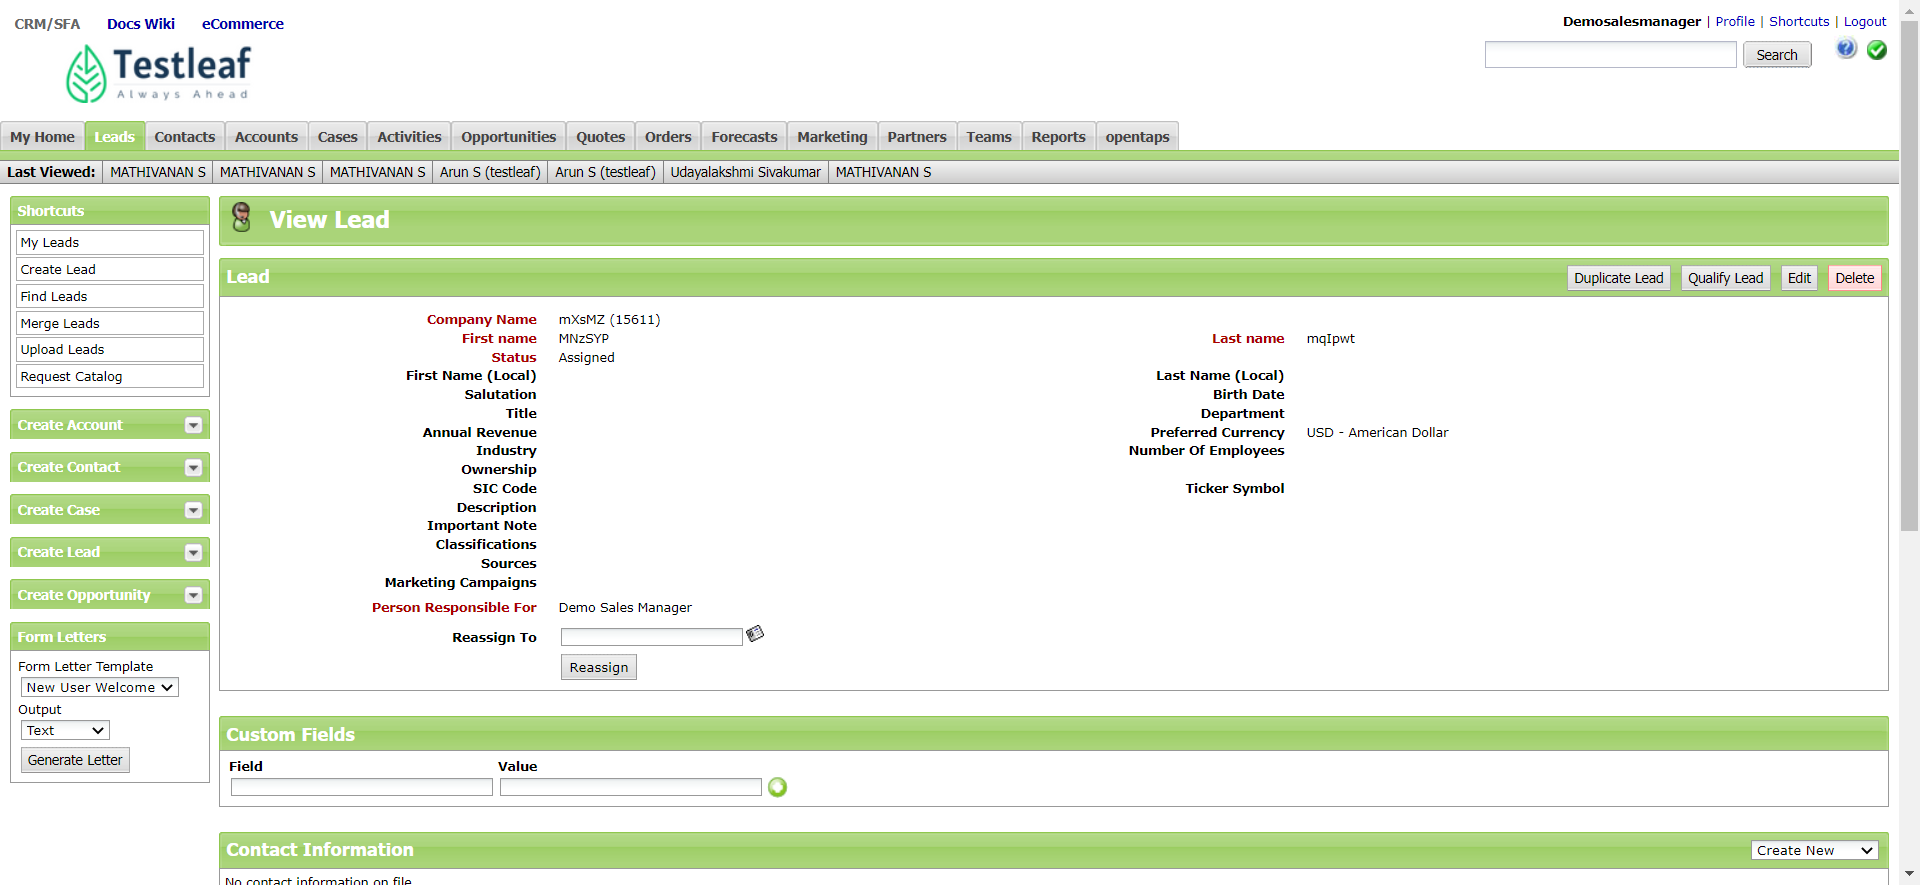 CRM/SFA Docs Wiki eCommerce
Demosalesmanager | Profile | Shortcuts | Logout
Testleaf
Always Ahead
Search
My Home Leads Contacts Accounts Cases Activities Opportunities Quotes Orders Forecasts Marketing Partners Teams Reports opentaps
Last Viewed: MATHIVANAN S MATHIVANAN S MATHIVANAN S Arun S (testleaf) Arun S (testleaf) Udayalakshmi Sivakumar MATHIVANAN S
Shortcuts
My Leads
Create Lead
Find Leads
Merge Leads
Upload Leads
Request Catalog
Create Account
Create Contact
Create Case
Create Lead
Create Opportunity
Form Letters
Form Letter Template
New User Welcome
Output
Text
Generate Letter
View Lead
Lead
Duplicate Lead Qualify Lead Edit Delete
Company Name mXsMZ (15611)
First name MNzSYP Last name mqIpwt
Status Assigned
First Name (Local) Last Name (Local)
Salutation Birth Date
Title Department
Annual Revenue Preferred Currency USD - American Dollar
Industry Number Of Employees
Ownership
SIC Code Ticker Symbol
Description
Important Note
Classifications
Sources
Marketing Campaigns
Person Responsible For Demo Sales Manager
Reassign To
Reassign
Custom Fields
Field Value
Contact Information
Create New
No contact information on file